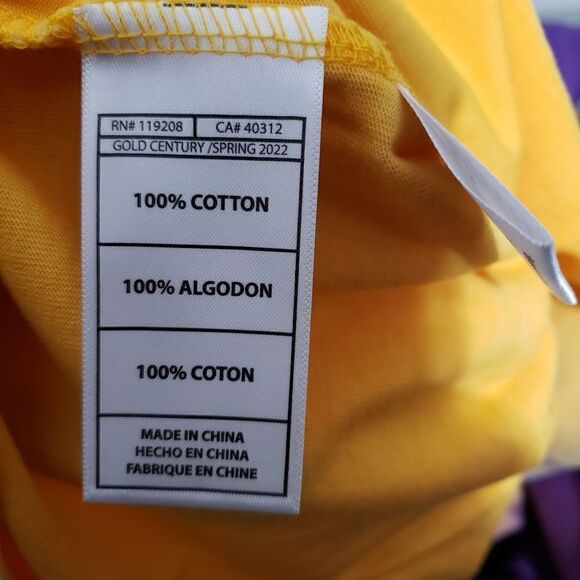 RN# 119208 CA# 40312
GOLD CENTURY /SPRING 2022
100% COTTON
100% ALGODON
100% COTON
MADE IN CHINA
HECHO EN CHINA
FABRIQUE EN CHINE